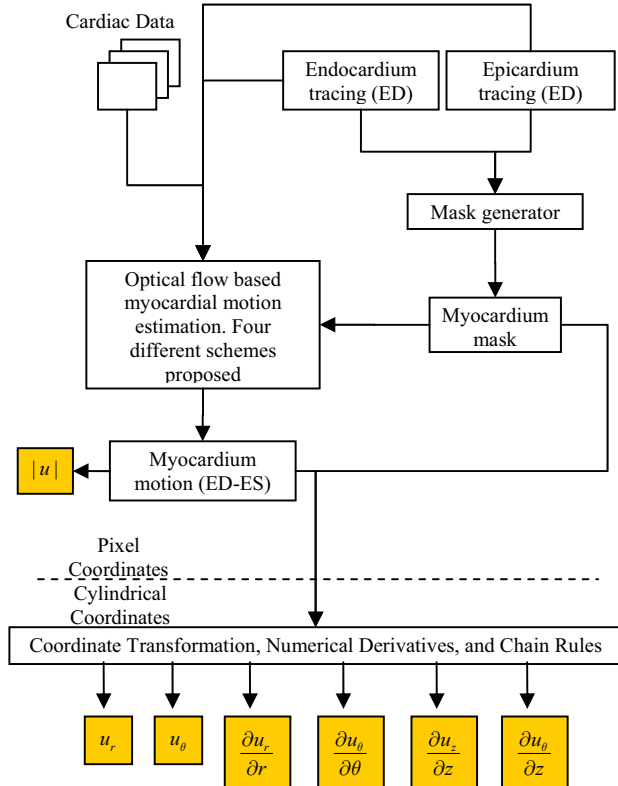 Cardiac Data
Endocardium
tracing (ED)
Epicardium
tracing (ED)
Mask generator
Optical flow based
myocardial motion
estimation. Four
different schemes
proposed
Myocardium
mask
|u|
Myocardium
motion (ED-ES)
Pixel
Coordinates
Cylindrical
Coordinates
Coordinate Transformation, Numerical Derivatives, and Chain Rules
u_r
u_θ
∂u_r/∂r
∂u_θ/∂θ
∂u_z/∂z
∂u_θ/∂z